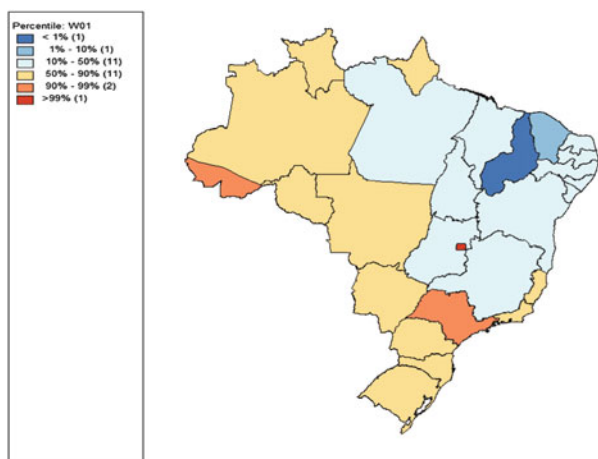 Percentile: W01
< 1% (1)
1% - 10% (1)
10% - 50% (11)
50% - 90% (11)
90% - 99% (2)
>99% (1)